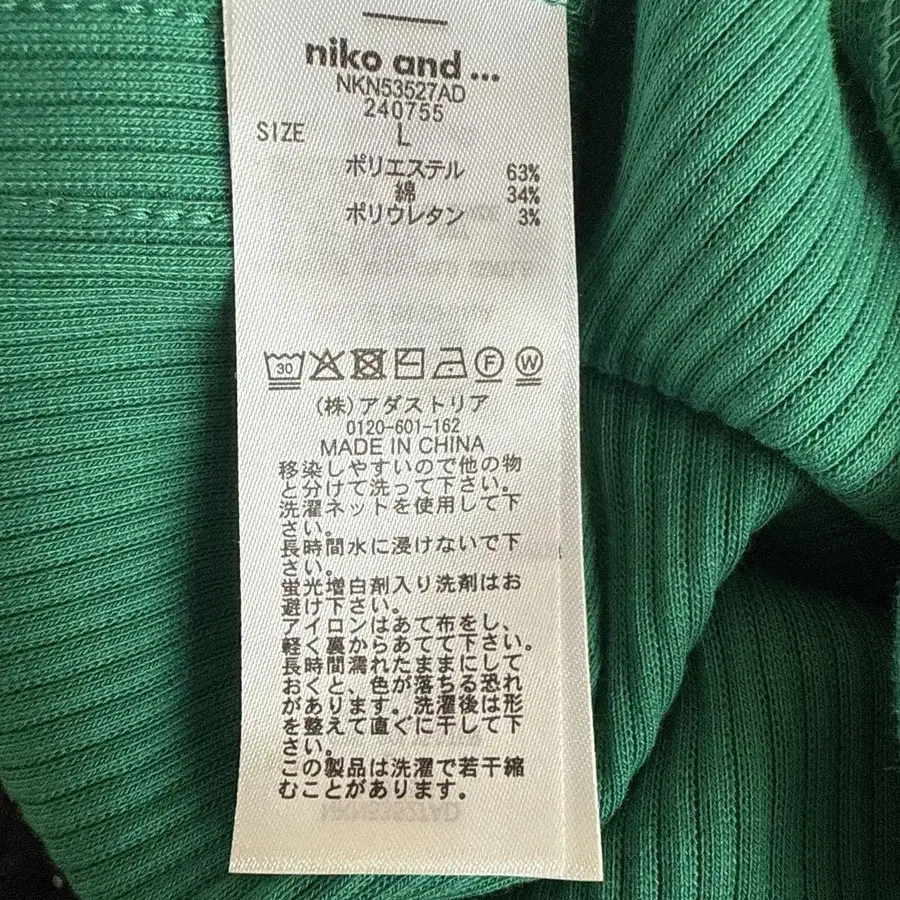 niko and ...
NKN53527AD
240755
SIZE L
ポリエステル 63%
綿 34%
ポリウレタン 3%
30
F W
(株)アダストリア
0120-601-162
MADE IN CHINA
移染しやすいので他の物
と分けて洗って下さい。
洗濯ネットを使用して下
さい。
長時間水に浸けないで下
さい。
蛍光増白剤入り洗剤はお
避け下さい。
アイロンはあて布をし、
軽く裏からあてて下さい。
長時間濡れたままにして
おくと、色が落ちる恐れ
があります。洗濯後は形
を整えて直ぐに干して下
さい。
この製品は洗濯で若干縮
むことがあります。